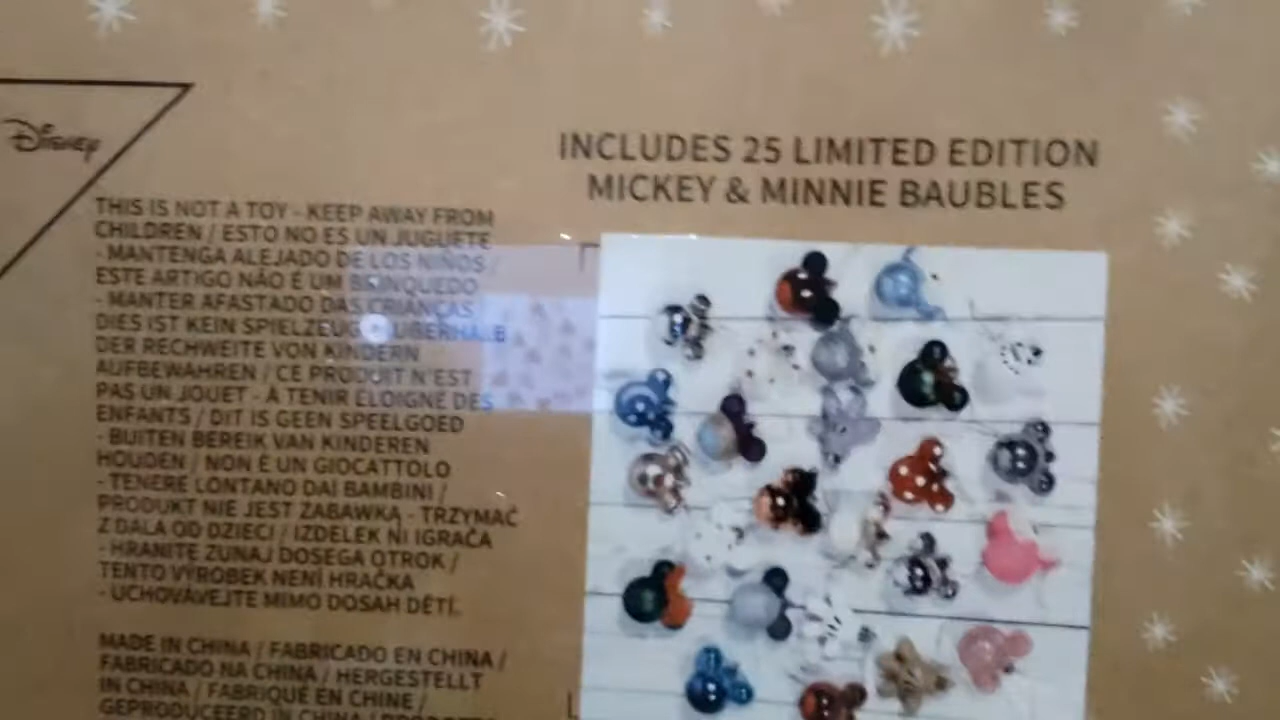 Disney
INCLUDES 25 LIMITED EDITION
MICKEY & MINNIE BAUBLES
THIS IS NOT A TOY - KEEP AWAY FROM
CHILDREN / ESTO NO ES UN JUGUETE
- MANTENGA ALEJADO DE LOS NIÑOS /
ESTE ARTIGO NÃO É UM BRINQUEDO
- MANTER AFASTADO DAS CRIANÇAS
DIES IST KEIN SPIELZEUG
DER RECHWEITE VON KINDERN
AUFBEWAHREN / CE PRODUIT N'EST
PAS UN JOUET - À TENIR ÉLOIGNÉ DES
ENFANTS / DIT IS GEEN SPEELGOED
- BUITEN BEREIK VAN KINDEREN
HOUDEN / NON È UN GIOCATTOLO
- TENERE LONTANO DAI BAMBINI /
PRODUKT NIE JEST ZABAWKĄ - TRZYMAĆ
Z DALA OD DZIECI / IZDELEK NI IGRAČA
- HRANITE ZUNAJ DOSEGA OTROK /
TENTO VÝROBEK NENÍ HRAČKA
- UCHOVÁVEJTE MIMO DOSAH DĚTÍ.
MADE IN CHINA / FABRICADO EN CHINA /
FABRICADO NA CHINA / HERGESTELLT
IN CHINA / FABRIQUÉ EN CHINE /
GEPRODUCEERD IN CHINA /